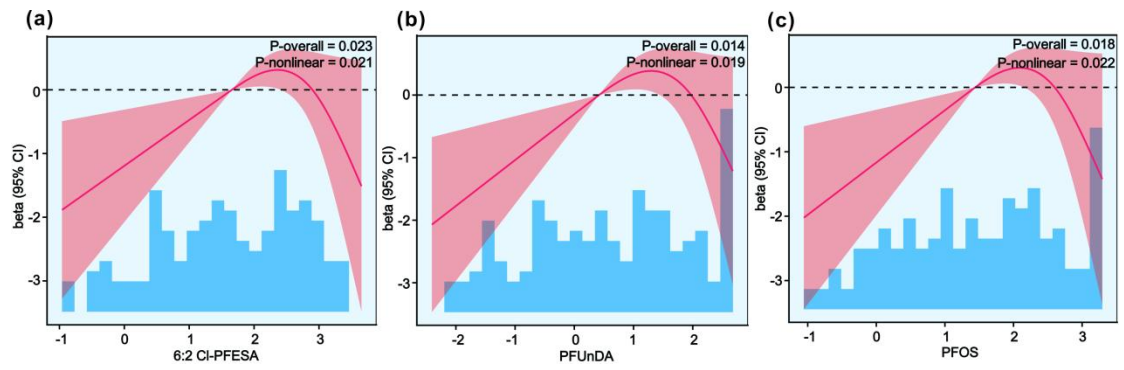 (a)
P-overall = 0.023
P-nonlinear = 0.021
beta (95% CI)
0
-1
-2
-3
-1 0 1 2 3
6:2 Cl-PFESA
(b)
P-overall = 0.014
P-nonlinear = 0.019
beta (95% CI)
0
-1
-2
-3
-2 -1 0 1 2
PFUnDA
(c)
P-overall = 0.018
P-nonlinear = 0.022
beta (95% CI)
0
-1
-2
-3
-1 0 1 2 3
PFOS